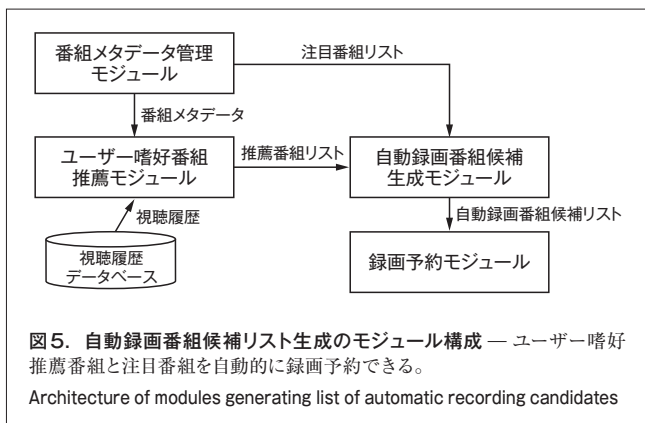 番組メタデータ管理
モジュール
注目番組リスト
番組メタデータ
ユーザー嗜好番組
推薦モジュール
推薦番組リスト
自動録画番組候補
生成モジュール
視聴履歴
自動録画番組候補リスト
視聴履歴
データベース
録画予約モジュール
図5．自動録画番組候補リスト生成のモジュール構成 — ユーザー嗜好
推薦番組と注目番組を自動的に録画予約できる。
Architecture of modules generating list of automatic recording candidates